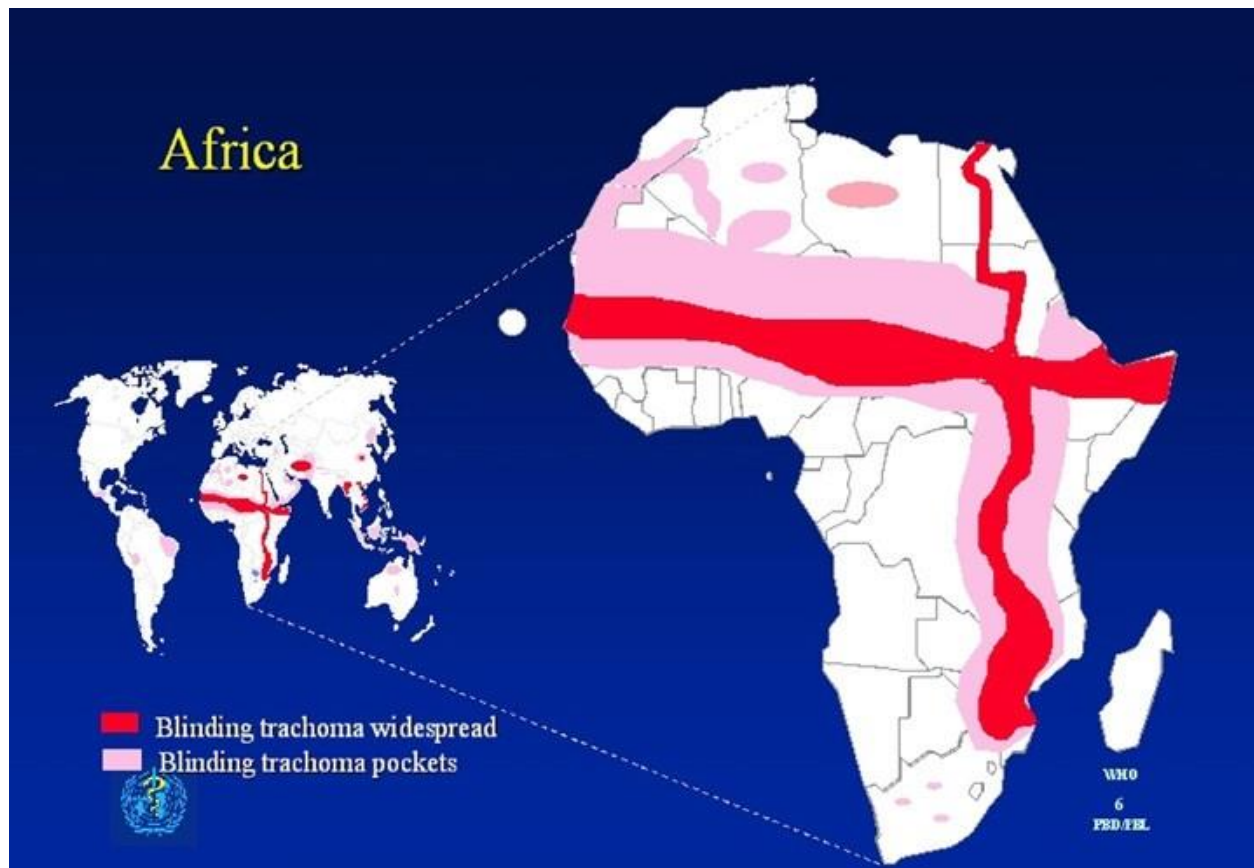 Africa
Blinding trachoma widespread
Blinding trachoma pockets
WHO
6
PBD/PBL